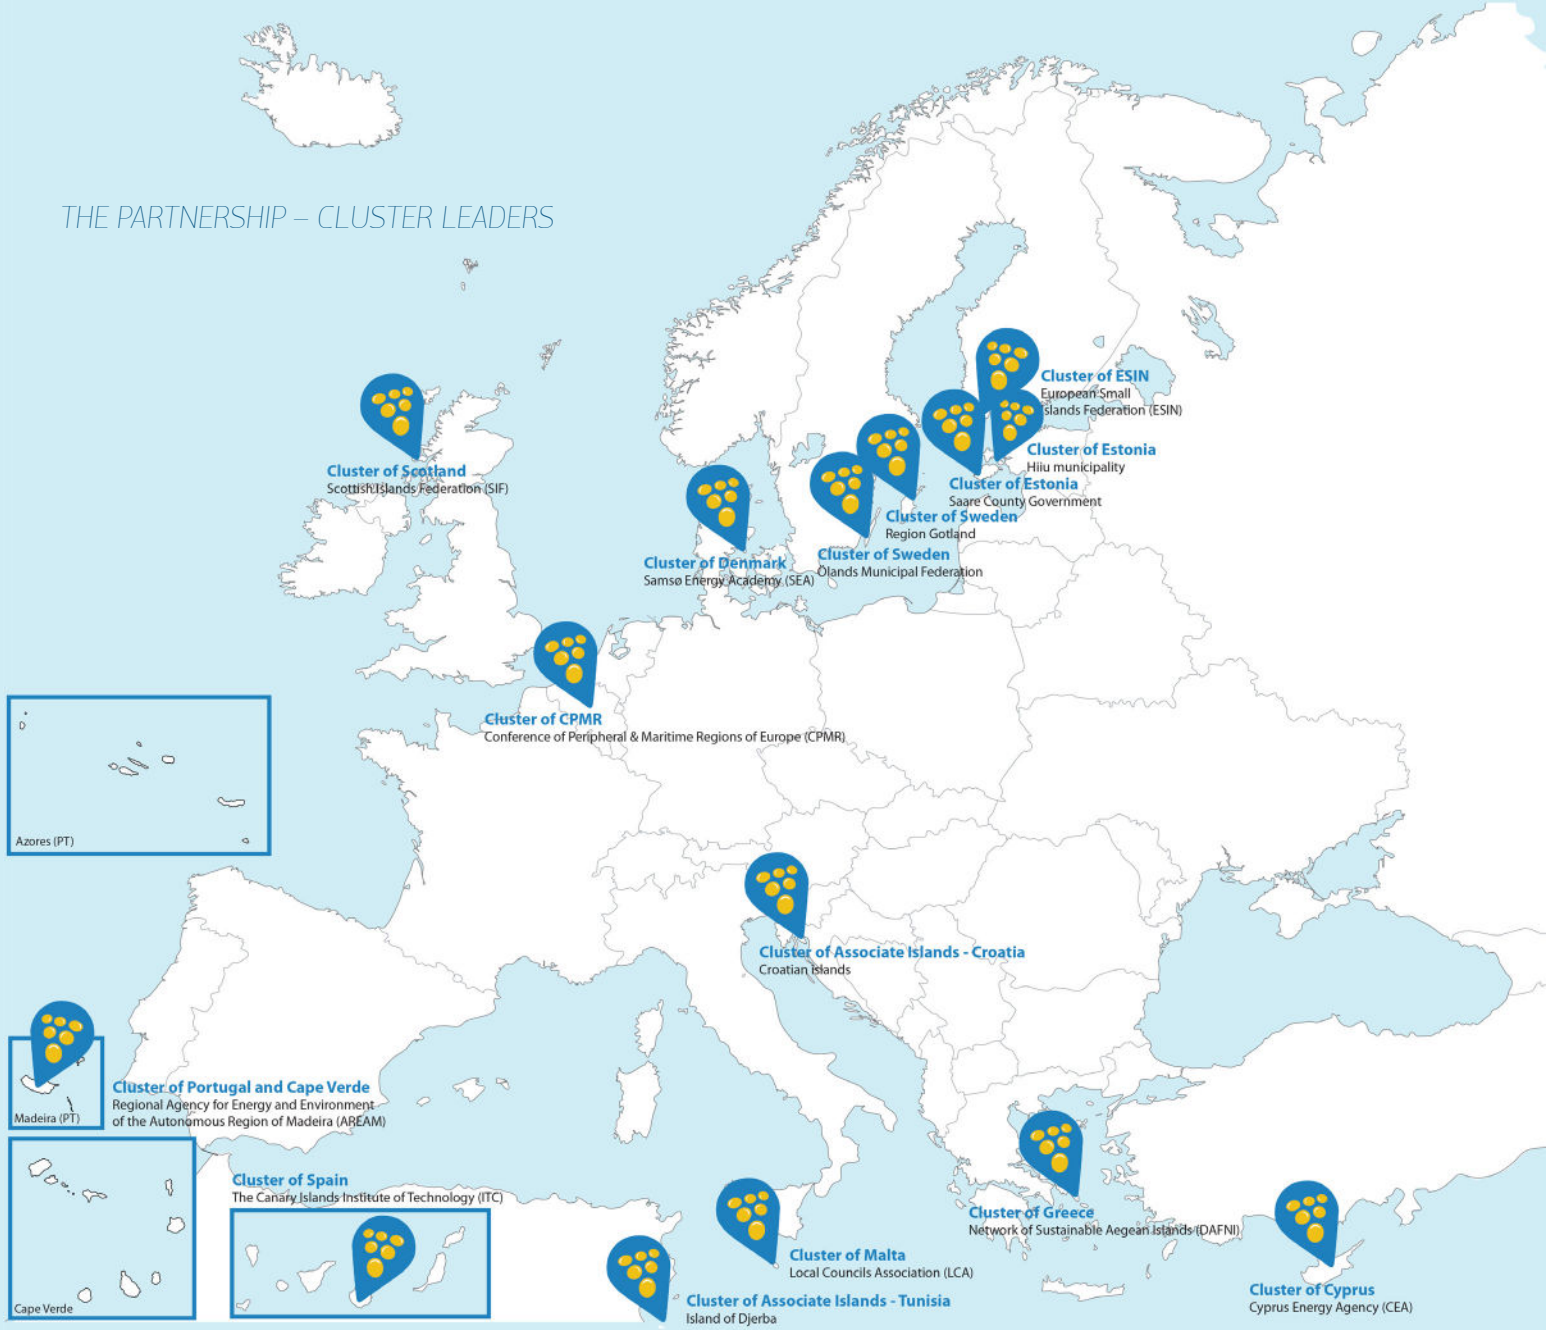 THE PARTNERSHIP – CLUSTER LEADERS
Cluster of ESIN
European Small
Islands Federation (ESIN)
Cluster of Estonia
Hiiu municipality
Cluster of Estonia
Saare County Government
Cluster of Scotland
Scottish Islands Federation (SIF)
Cluster of Sweden
Region Gotland
Cluster of Sweden
Ölands Municipal Federation
Cluster of Denmark
Samsø Energy Academy (SEA)
Cluster of CPMR
Conference of Peripheral & Maritime Regions of Europe (CPMR)
Azores (PT)
Cluster of Associate Islands - Croatia
Croatian islands
Cluster of Portugal and Cape Verde
Regional Agency for Energy and Environment
of the Autonomous Region of Madeira (AREAM)
Madeira (PT)
Cluster of Spain
The Canary Islands Institute of Technology (ITC)
Cluster of Greece
Network of Sustainable Aegean Islands (DAFNI)
Cluster of Malta
Local Councils Association (LCA)
Cluster of Cyprus
Cyprus Energy Agency (CEA)
Cluster of Associate Islands - Tunisia
Island of Djerba
Cape Verde